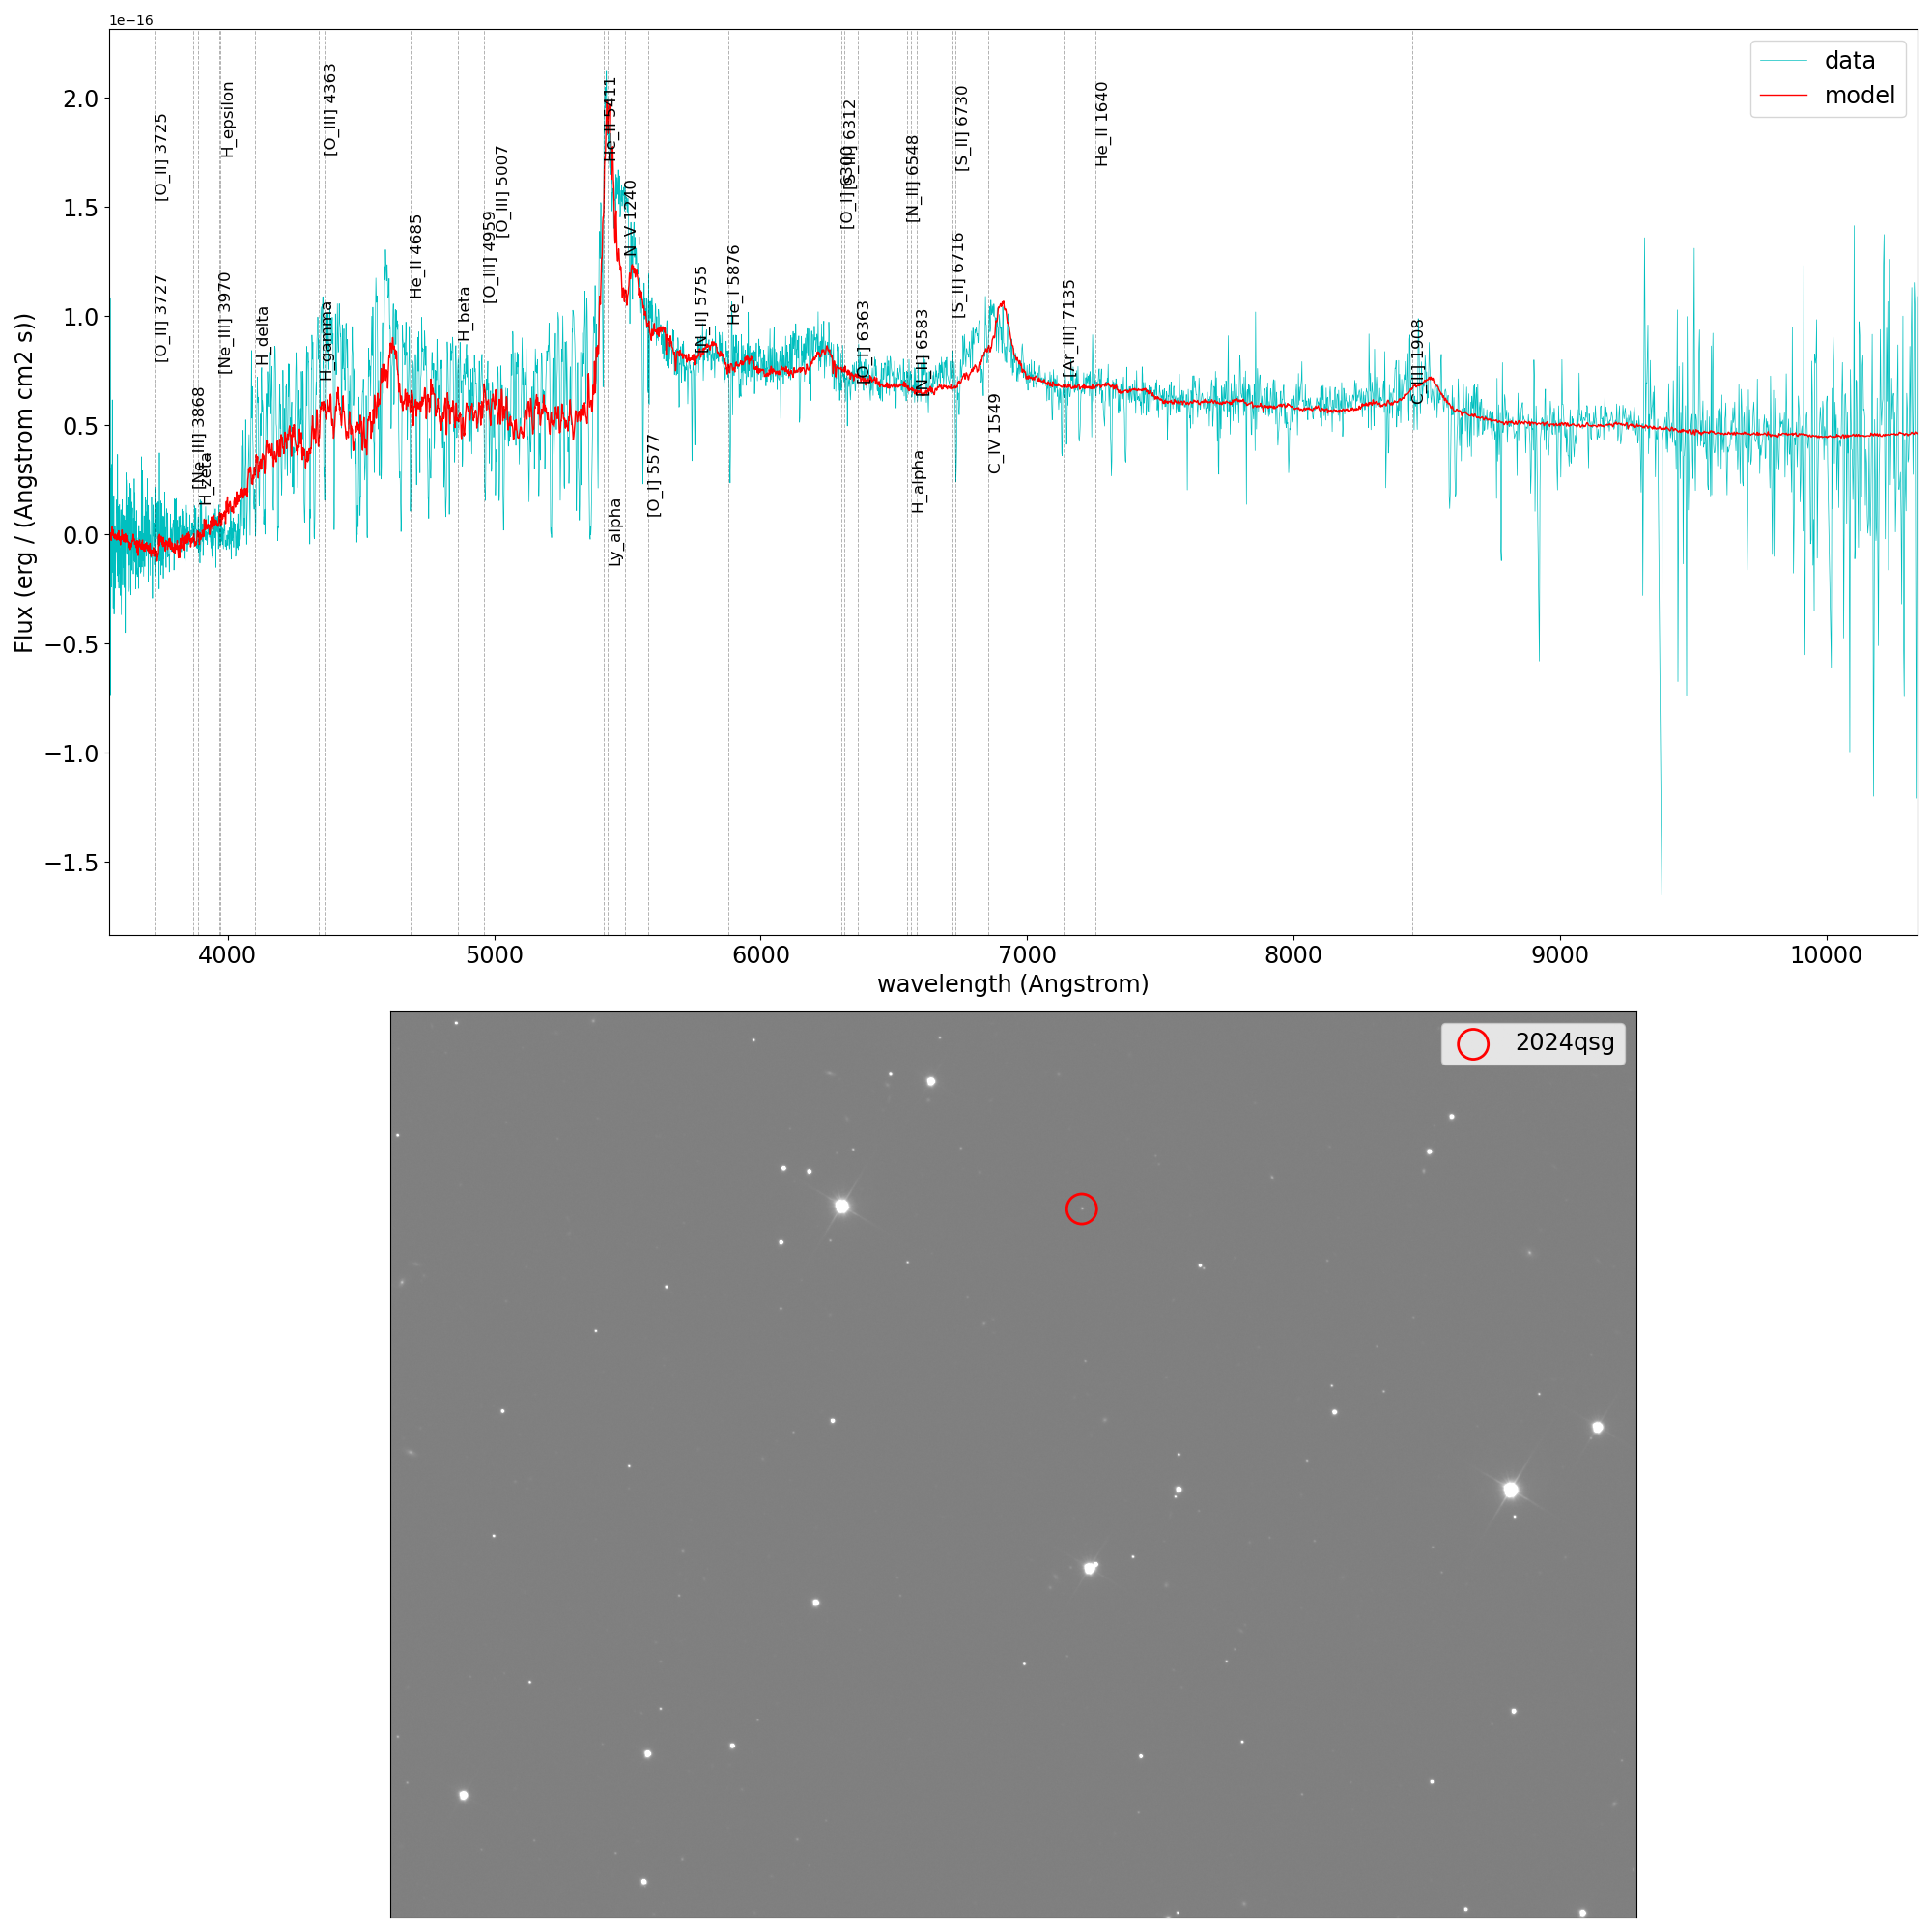 1e−16
Flux (erg / (Angstrom cm2 s))
2.0
1.5
1.0
0.5
0.0
−0.5
−1.0
−1.5
data
model
[O_II] 3725
[O_II] 3727
[Ne_III] 3868
H_zeta
[Ne_III] 3970
H_epsilon
H_delta
H_gamma
[O_III] 4363
He_II 4685
H_beta
[O_III] 4959
[O_III] 5007
He_II 5411
Ly_alpha
N_V 1240
[O_I] 5577
[N_II] 5755
He_I 5876
[O_I] 6300
[S_III] 6312
[O_I] 6363
[N_II] 6548
H_alpha
[N_II] 6583
[S_II] 6716
[S_II] 6730
C_IV 1549
[Ar_III] 7135
He_II 1640
C_III] 1908
4000 5000 6000 7000 8000 9000 10000
wavelength (Angstrom)
2024qsg